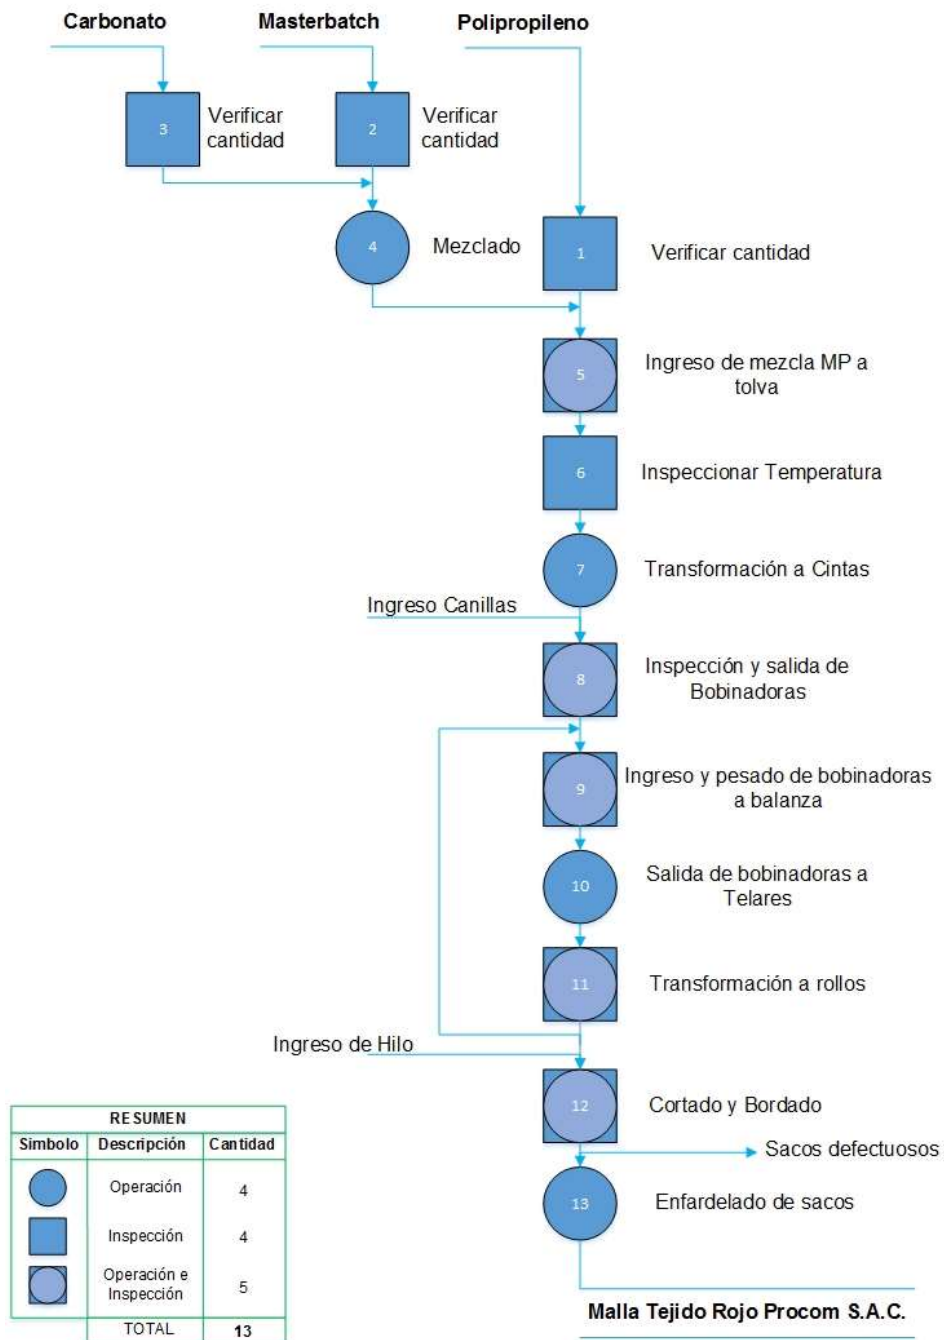 Carbonato
Masterbatch
Polipropileno
3
Verificar
cantidad
2
Verificar
cantidad
4
Mezclado
1
Verificar cantidad
5
Ingreso de mezcla MP a
tolva
6
Inspeccionar Temperatura
7
Transformación a Cintas
Ingreso Canillas
8
Inspección y salida de
Bobinadoras
9
Ingreso y pesado de bobinadoras
a balanza
10
Salida de bobinadoras a
Telares
11
Transformación a rollos
Ingreso de Hilo
12
Cortado y Bordado
Sacos defectuosos
13
Enfardelado de sacos
Malla Tejido Rojo Procom S.A.C.
RESUMEN
Simbolo Descripción Cantidad
Operación 4
Inspección 4
Operación e
Inspección 5
TOTAL 13